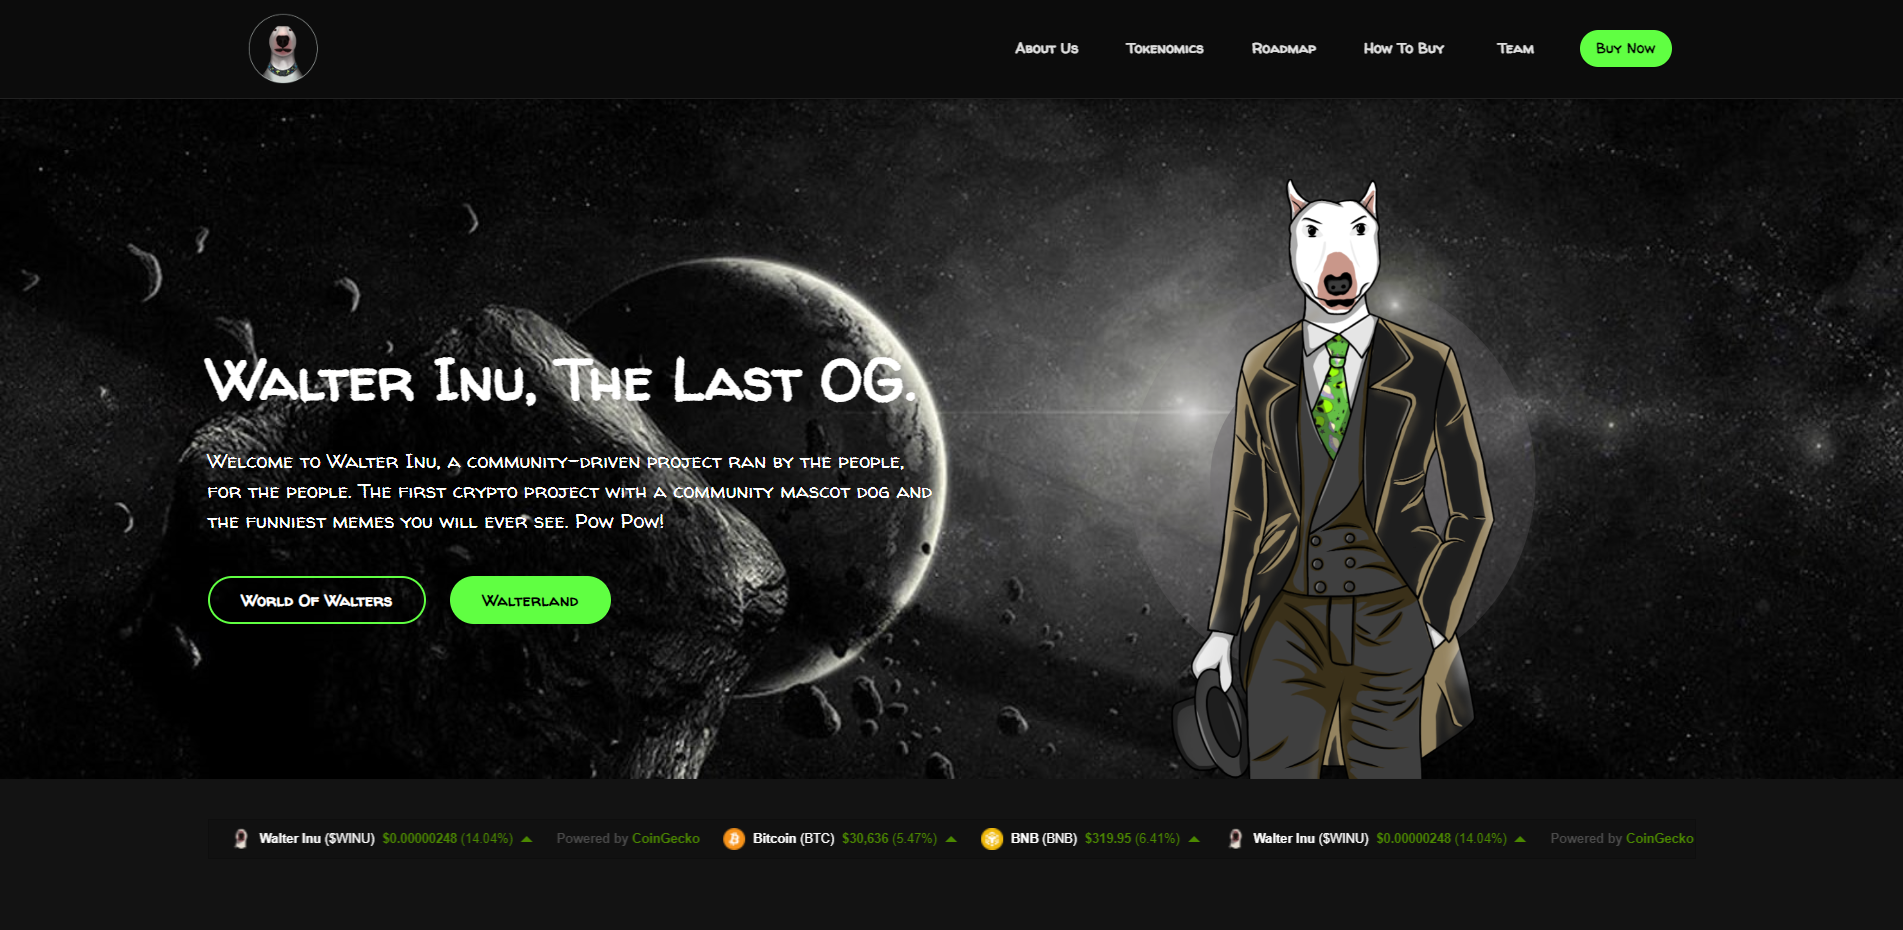 About Us
Tokenomics
Roadmap
How To Buy
Team
Buy Now
Walter Inu, The Last OG.
Welcome to Walter Inu, a community-driven project ran by the people,
for the people. The first crypto project with a community mascot dog and
the funniest memes you will ever see. Pow Pow!
World Of Walters
Walterland
Walter Inu ($WINU) $0.00000248 (14.04%)
Powered by CoinGecko
Bitcoin (BTC) $30,636 (5.47%)
BNB (BNB) $319.95 (6.41%)
Walter Inu ($WINU) $0.00000248 (14.04%)
Powered by CoinGecko